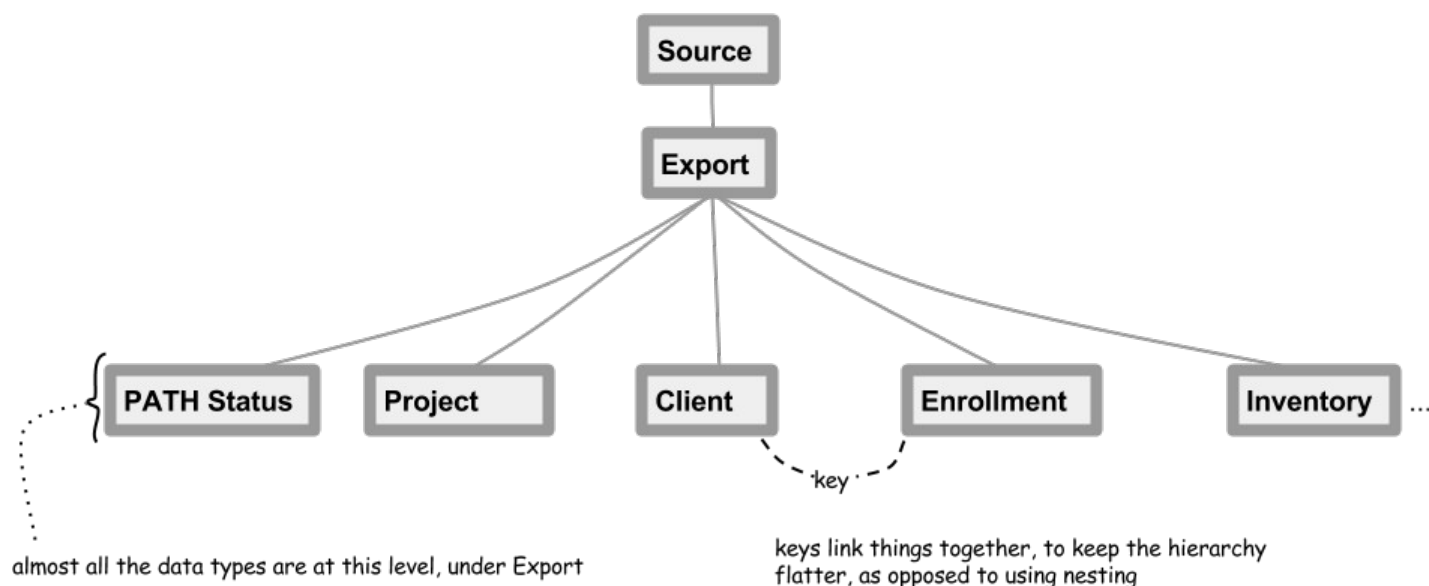 Source
Export
PATH Status
Project
Client
Enrollment
Inventory
...
key
almost all the data types are at this level, under Export
keys link things together, to keep the hierarchy
flatter, as opposed to using nesting